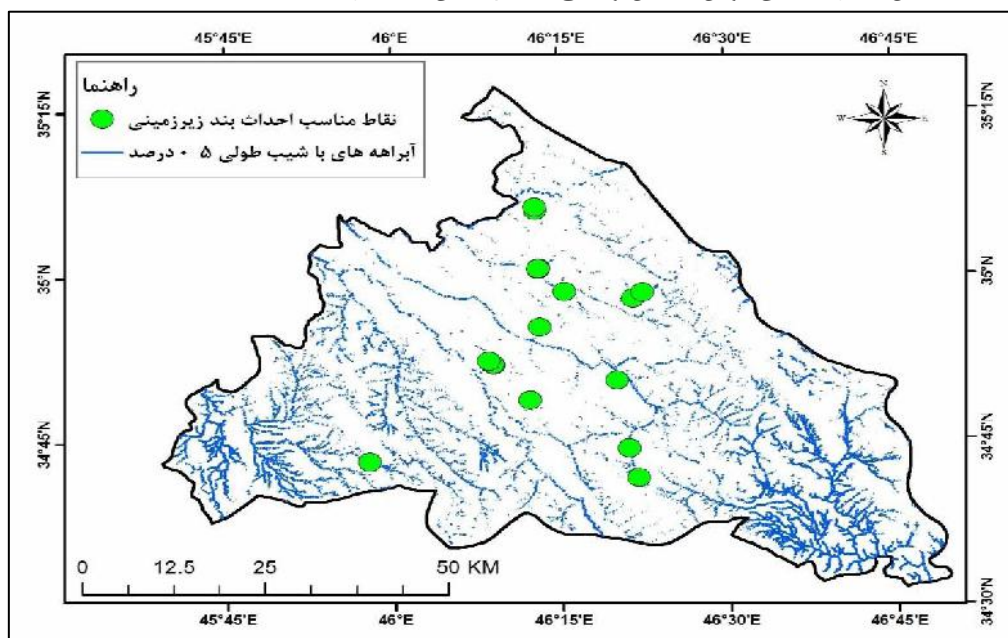 45°45'E 46°E 46°15'E 46°30'E 46°45'E
راهنما
نقاط مناسب احداث بند زیرزمینی
آبراهه های با شیب طولی ۵ ۰ درصد
35°15'N 35°15'N
35°N 35°N
34°45'N 34°45'N
34°30'N
0 12.5 25 50 KM
45°45'E 46°E 46°15'E 46°30'E 46°45'E